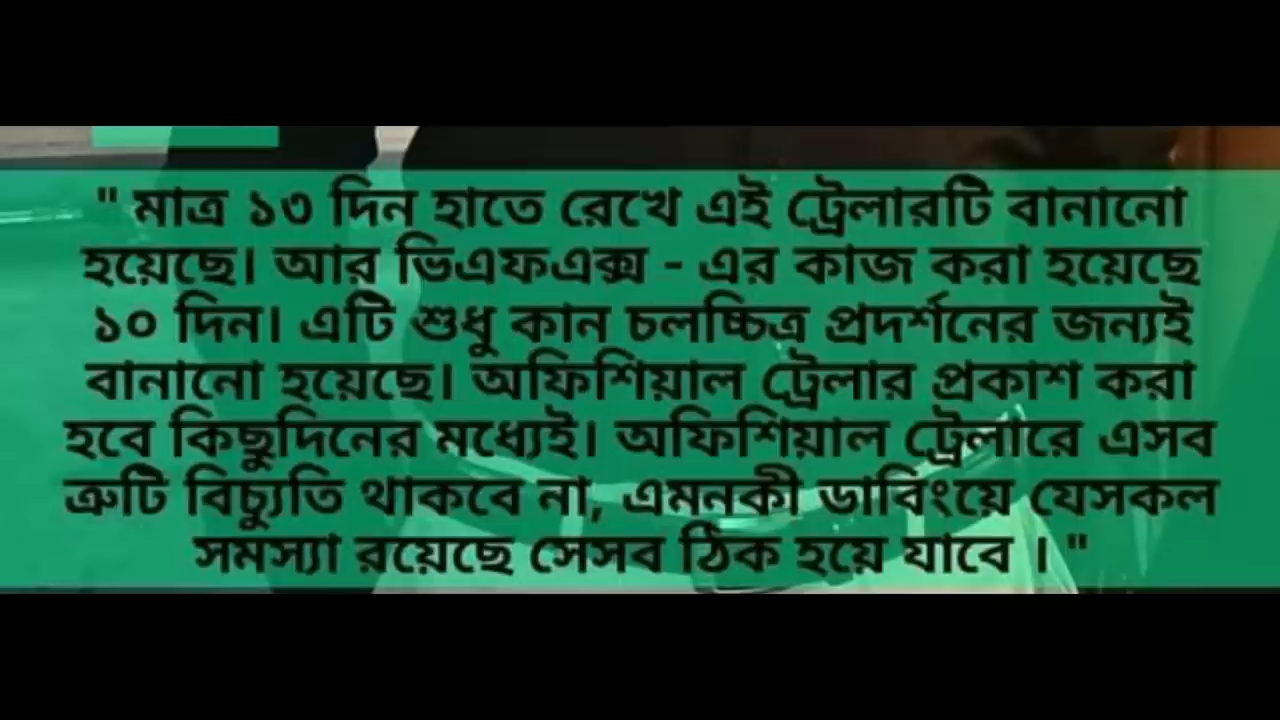 " মাত্র ১৩ দিন হাতে রেখে এই ট্রেলারটি বানানো
হয়েছে। আর ভিএফএক্স - এর কাজ করা হয়েছে
১০ দিন। এটি শুধু কান চলচ্চিত্র প্রদর্শনের জন্যই
বানানো হয়েছে। অফিশিয়াল ট্রেলার প্রকাশ করা
হবে কিছুদিনের মধ্যেই। অফিশিয়াল ট্রেলারে এসব
ত্রুটি বিচ্যুতি থাকবে না, এমনকী ডাবিংয়ে যেসকল
সমস্যা রয়েছে সেসব ঠিক হয়ে যাবে । "